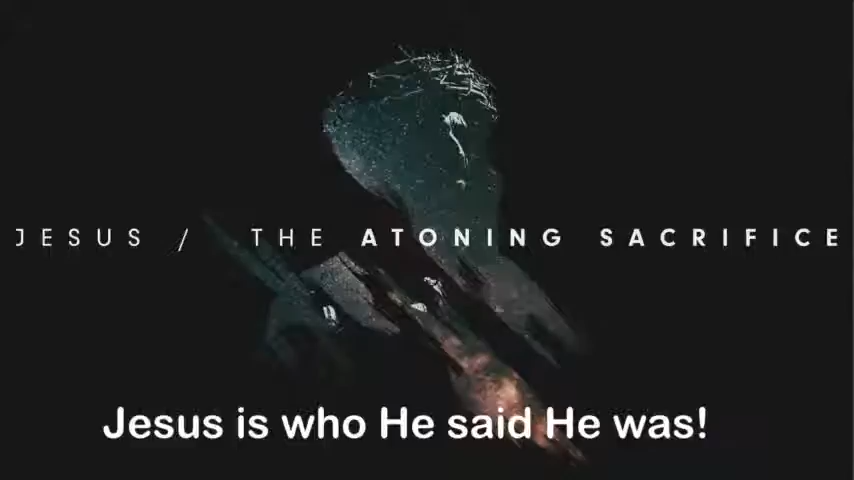 JESUS / THE ATONING SACRIFICE
Jesus is who He said He was!